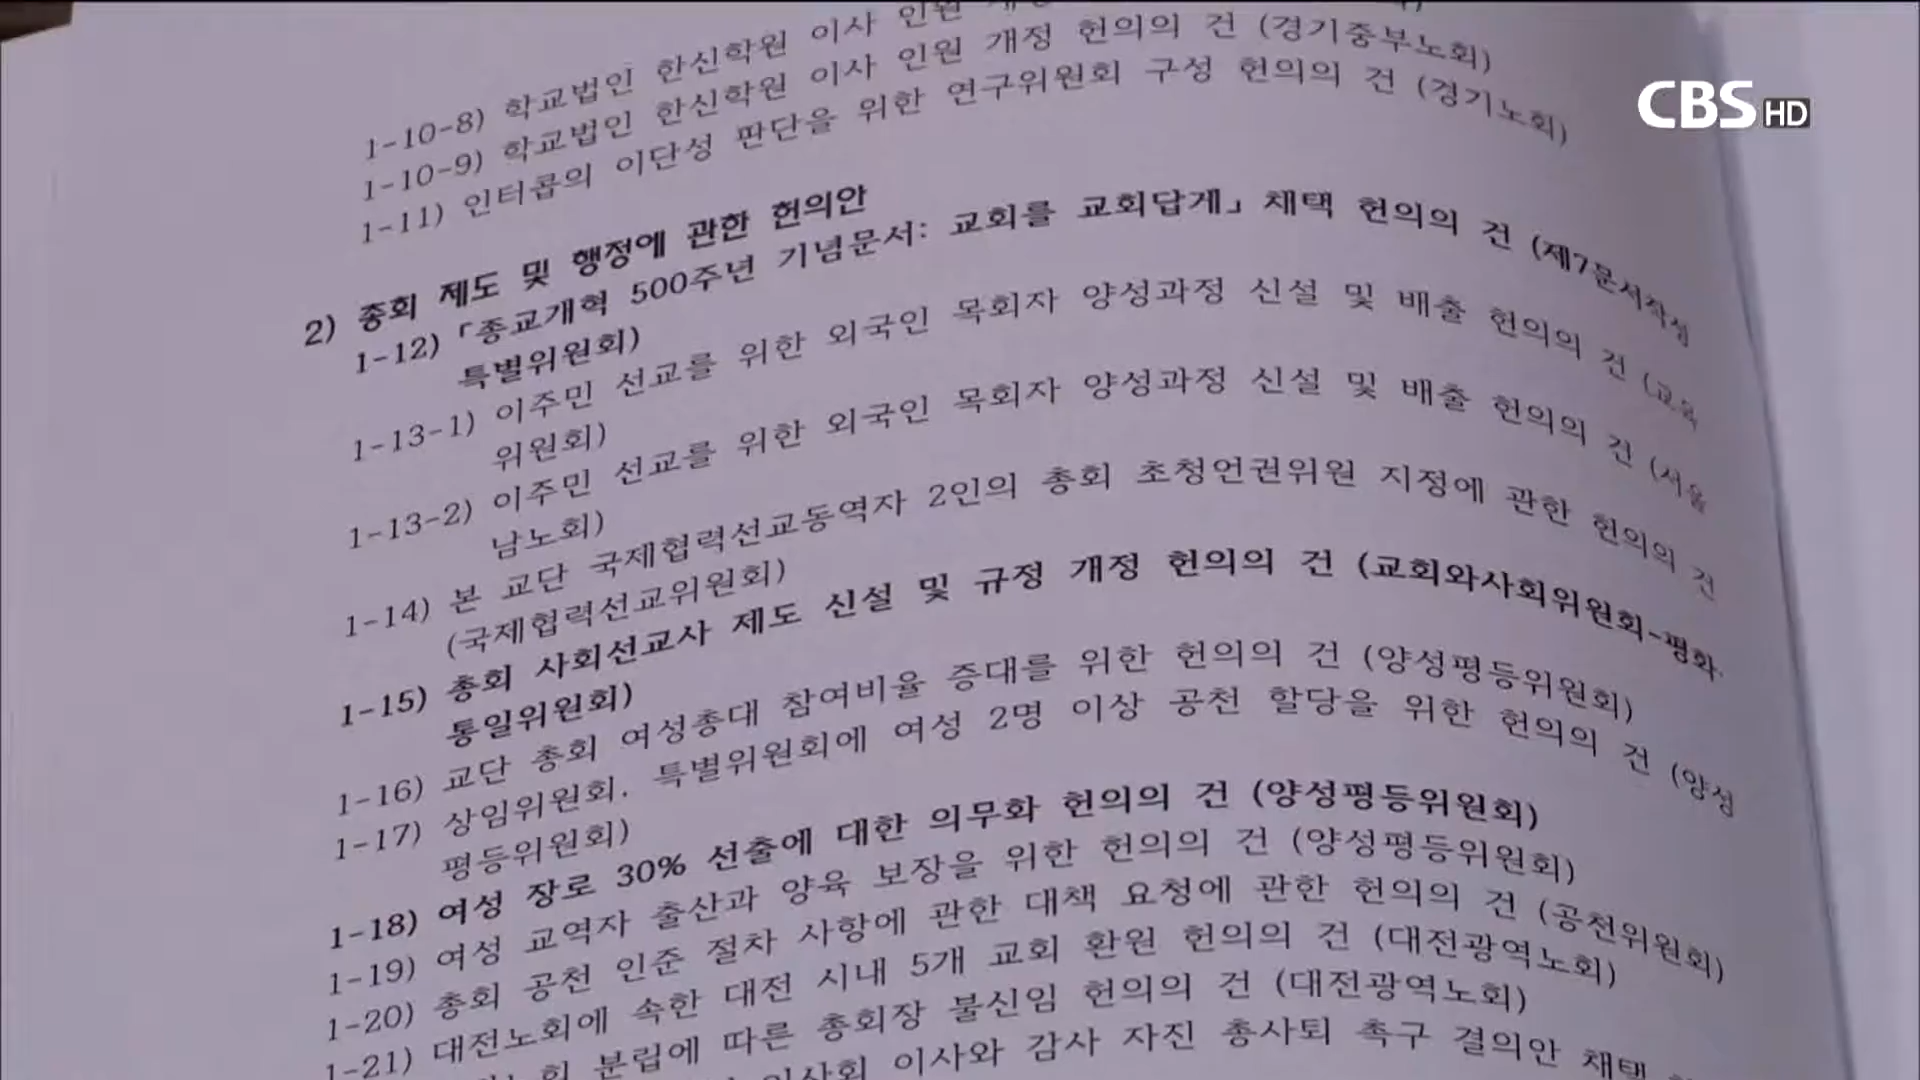 1-10-8) 학교법인 한신학원 이사 인원
1-10-9) 학교법인 한신학원 이사 인원 개정 헌의의 건 (경기중부노회)
1-11) 인터콥의 이단성 판단을 위한 연구위원회 구성 헌의의 건 (경기노회)
CBS HD
2) 총회 제도 및 행정에 관한 헌의안
1-12) 「종교개혁 500주년 기념문서: 교회를 교회답게」 채택 헌의의 건 (제7문서작성
특별위원회)
1-13-1) 이주민 선교를 위한 외국인 목회자 양성과정 신설 및 배출 헌의의 건 (교육
위원회)
1-13-2) 이주민 선교를 위한 외국인 목회자 양성과정 신설 및 배출 헌의의 건 (서울
남노회)
1-14) 본 교단 국제협력선교동역자 2인의 총회 초청언권위원 지정에 관한 헌의의 건
(국제협력선교위원회)
1-15) 총회 사회선교사 제도 신설 및 규정 개정 헌의의 건 (교회와사회위원회-평화
통일위원회)
1-16) 교단 총회 여성총대 참여비율 증대를 위한 헌의의 건 (양성평등위원회)
1-17) 상임위원회, 특별위원회에 여성 2명 이상 공천 할당을 위한 헌의의 건 (양성
평등위원회)
1-18) 여성 장로 30% 선출에 대한 의무화 헌의의 건 (양성평등위원회)
1-19) 여성 교역자 출산과 양육 보장을 위한 헌의의 건 (양성평등위원회)
1-20) 총회 공천 인준 절차 사항에 관한 대책 요청에 관한 헌의의 건 (공천위원회)
1-21) 대전노회에 속한 대전 시내 5개 교회 환원 헌의의 건 (대전광역노회)
분립에 따른 총회장 불신임 헌의의 건 (대전광역노회)
이사회 이사와 감사 자진 총사퇴 촉구 결의안 채택